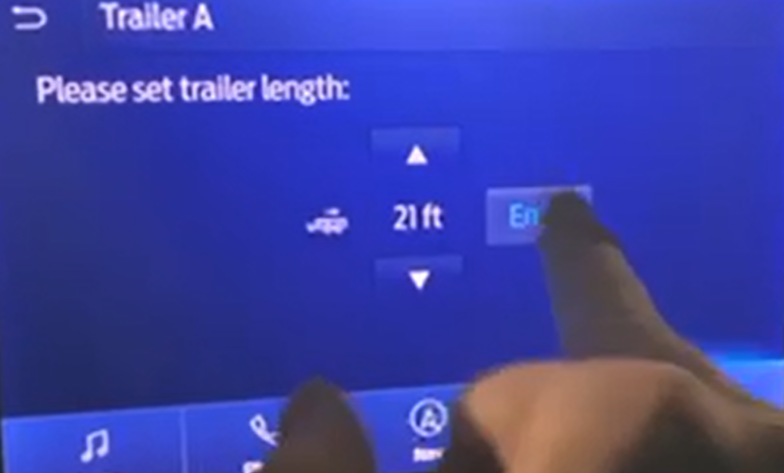 Trailer A
Please set trailer length:
21 ft